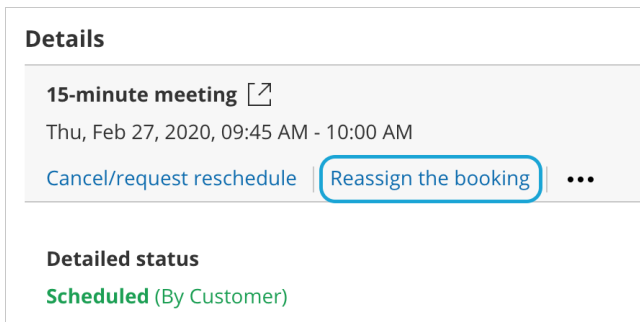 Details
15-minute meeting
Thu, Feb 27, 2020, 09:45 AM - 10:00 AM
Cancel/request reschedule | Reassign the booking | •••
Detailed status
Scheduled (By Customer)